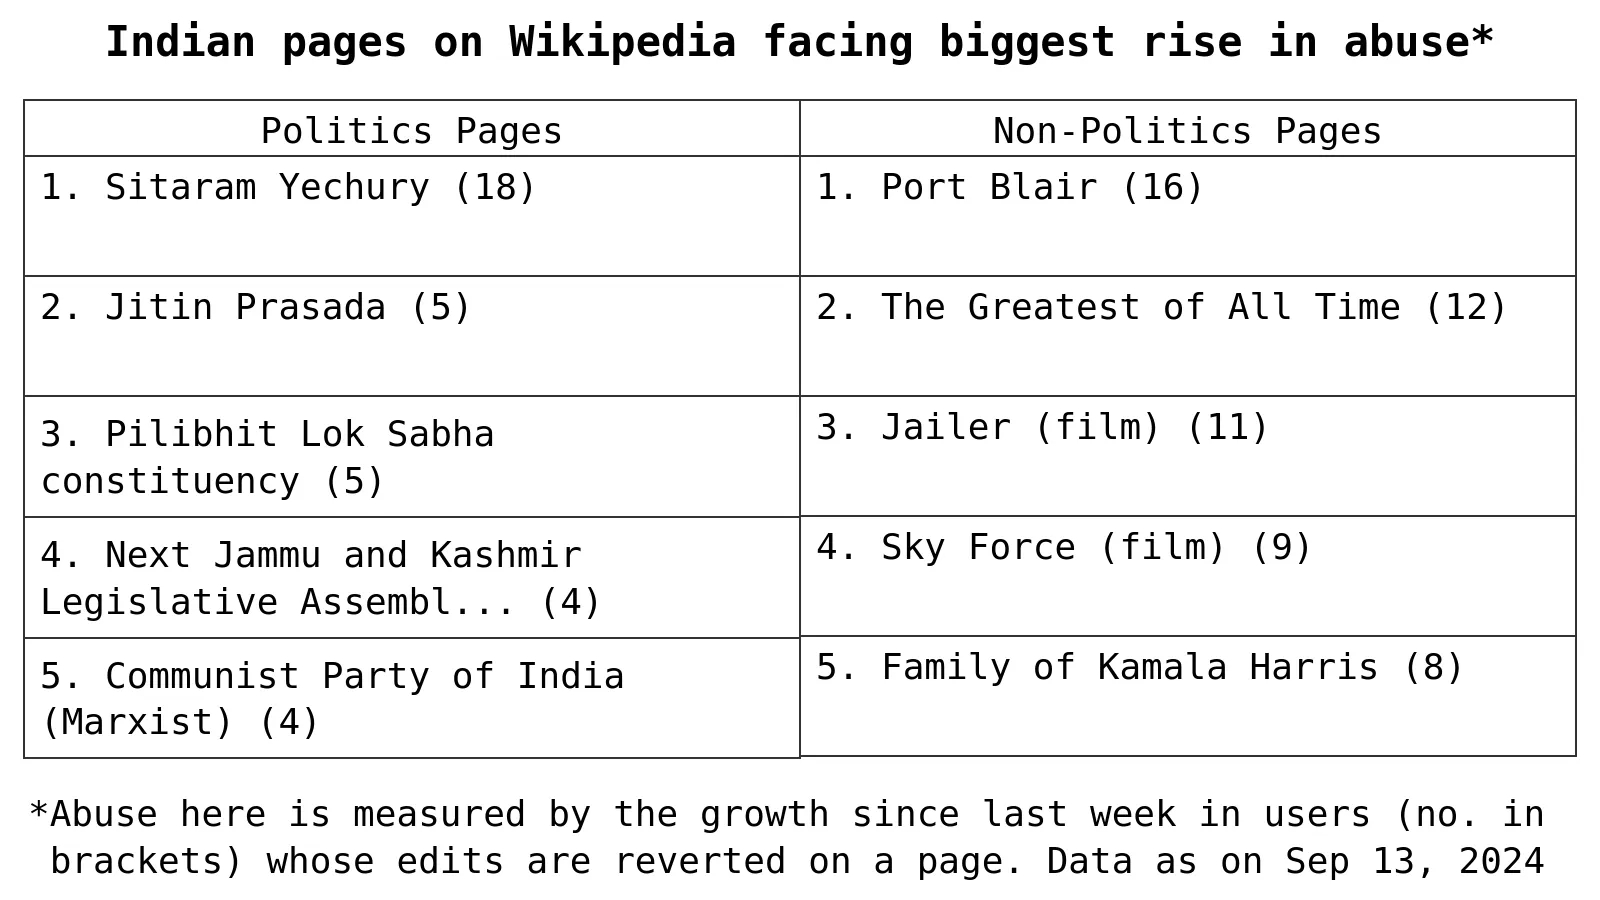 Indian pages on Wikipedia facing biggest rise in abuse*
Politics Pages
1. Sitaram Yechury (18)
2. Jitin Prasada (5)
3. Pilibhit Lok Sabha
constituency (5)
4. Next Jammu and Kashmir
Legislative Assembl... (4)
5. Communist Party of India
(Marxist) (4)
Non-Politics Pages
1. Port Blair (16)
2. The Greatest of All Time (12)
3. Jailer (film) (11)
4. Sky Force (film) (9)
5. Family of Kamala Harris (8)
*Abuse here is measured by the growth since last week in users (no. in
brackets) whose edits are reverted on a page. Data as on Sep 13, 2024